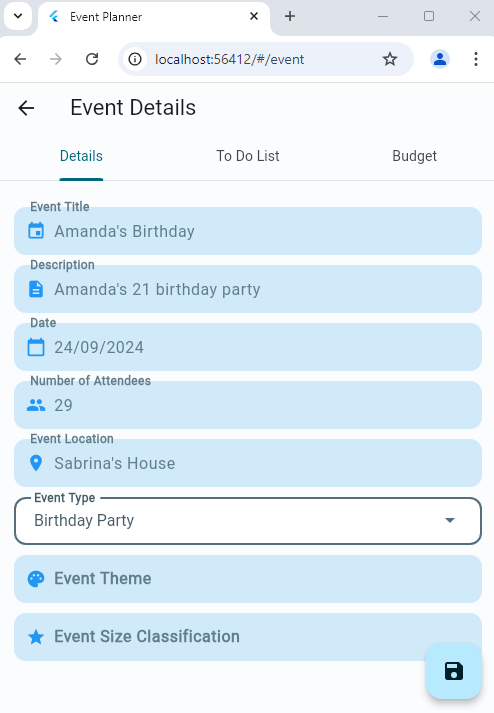 Event Planner
localhost:56412/#/event
Event Details
Details To Do List Budget
Event Title
Amanda's Birthday
Description
Amanda's 21 birthday party
Date
24/09/2024
Number of Attendees
29
Event Location
Sabrina's House
Event Type
Birthday Party
Event Theme
Event Size Classification